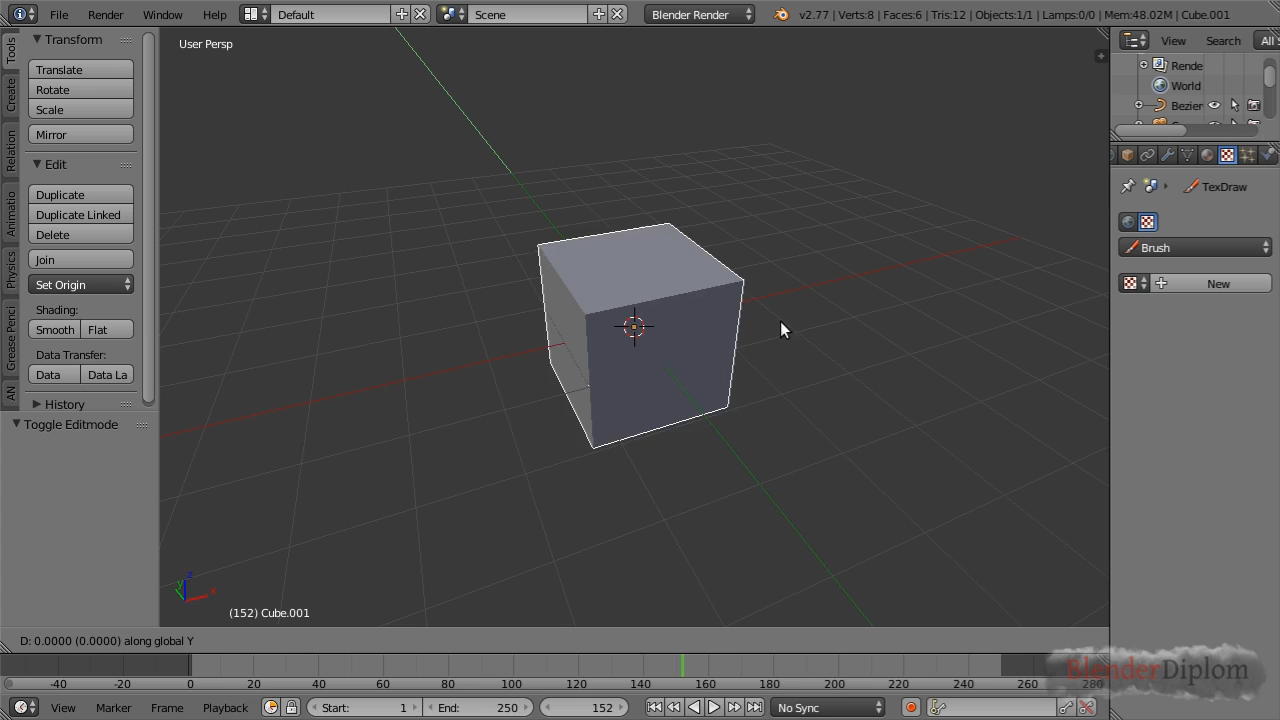 File Render Window Help Default Scene Blender Render v2.77 | Verts:8 | Faces:6 | Tris:12 | Objects:1/1 | Lamps:0/0 | Mem:48.02M | Cube.001
Tools
Create
Relation
Animatio
Physics
Grease Penci
AN
Transform
Translate
Rotate
Scale
Mirror
Edit
Duplicate
Duplicate Linked
Delete
Join
Set Origin
Shading:
Smooth Flat
Data Transfer:
Data Data La
History
Toggle Editmode
User Persp
z
y
x
(152) Cube.001
D: 0.0000 (0.0000) along global Y
View Search All
Rende
World
Bezier
TexDraw
Brush
New
-40 -20 0 20 40 60 80 100 120 140 160 180 200 220 240 260 280
BlenderDiplom
View Marker Frame Playback Start: 1 End: 250 152 No Sync